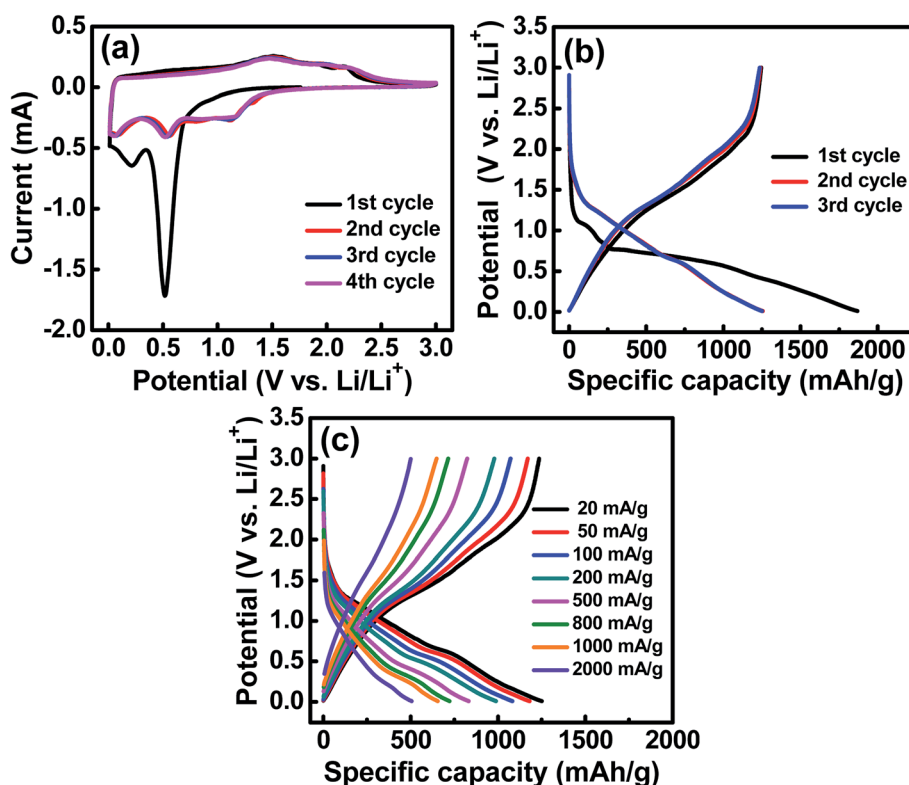 (a)
0.5
0.0
-0.5
-1.0
-1.5
-2.0
Current (mA)
1st cycle
2nd cycle
3rd cycle
4th cycle
0.0 0.5 1.0 1.5 2.0 2.5 3.0
Potential (V vs. Li/Li⁺)
(b)
3.0
2.5
2.0
1.5
1.0
0.5
0.0
Potential (V vs. Li/Li⁺)
1st cycle
2nd cycle
3rd cycle
0 500 1000 1500 2000
Specific capacity (mAh/g)
(c)
3.0
2.5
2.0
1.5
1.0
0.5
0.0
Potential (V vs. Li/Li⁺)
20 mA/g
50 mA/g
100 mA/g
200 mA/g
500 mA/g
800 mA/g
1000 mA/g
2000 mA/g
0 500 1000 1500 2000
Specific capacity (mAh/g)